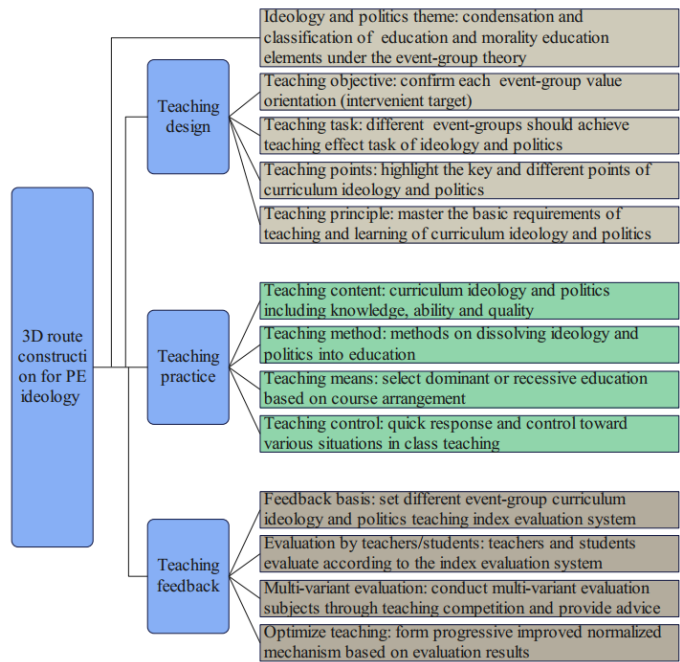 3D route
constructi
on for PE
ideology
Ideology and politics theme: condensation and
classification of education and morality education
elements under the event-group theory
Teaching
design
Teaching objective: confirm each event-group value
orientation (intervenient target)
Teaching task: different event-groups should achieve
teaching effect task of ideology and politics
Teaching points: highlight the key and different points of
curriculum ideology and politics
Teaching principle: master the basic requirements of
teaching and learning of curriculum ideology and politics
Teaching
practice
Teaching content: curriculum ideology and politics
including knowledge, ability and quality
Teaching method: methods on dissolving ideology and
politics into education
Teaching means: select dominant or recessive education
based on course arrangement
Teaching control: quick response and control toward
various situations in class teaching
Teaching
feedback
Feedback basis: set different event-group curriculum
ideology and politics teaching index evaluation system
Evaluation by teachers/students: teachers and students
evaluate according to the index evaluation system
Multi-variant evaluation: conduct multi-variant evaluation
subjects through teaching competition and provide advice
Optimize teaching: form progressive improved normalized
mechanism based on evaluation results